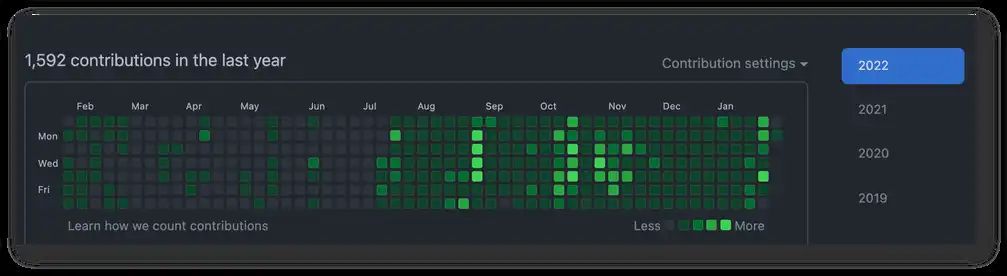 1,592 contributions in the last year
Contribution settings
2022
2021
2020
2019
Feb Mar Apr May Jun Jul Aug Sep Oct Nov Dec Jan
Mon
Wed
Fri
Learn how we count contributions
Less More